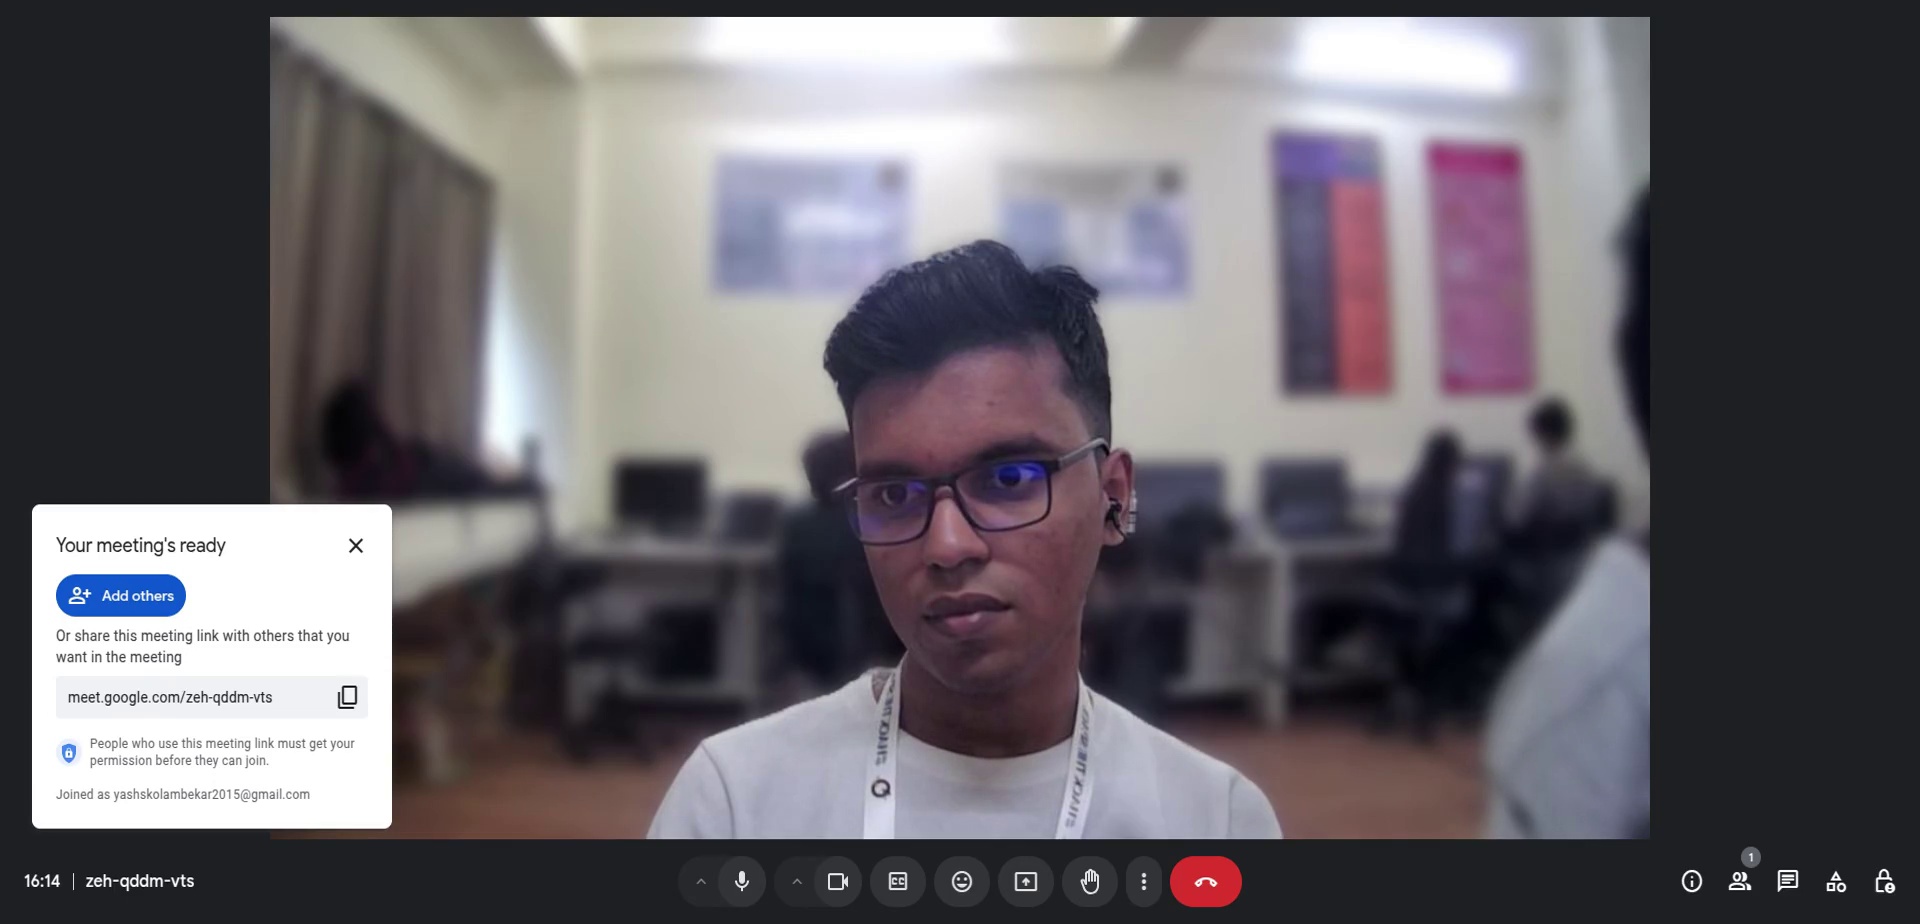 Your meeting's ready
Add others
Or share this meeting link with others that you
want in the meeting
meet.google.com/zeh-qddm-vts
People who use this meeting link must get your
permission before they can join.
Joined as yashskolambekar2015@gmail.com
16:14 | zeh-qddm-vts
CC
1